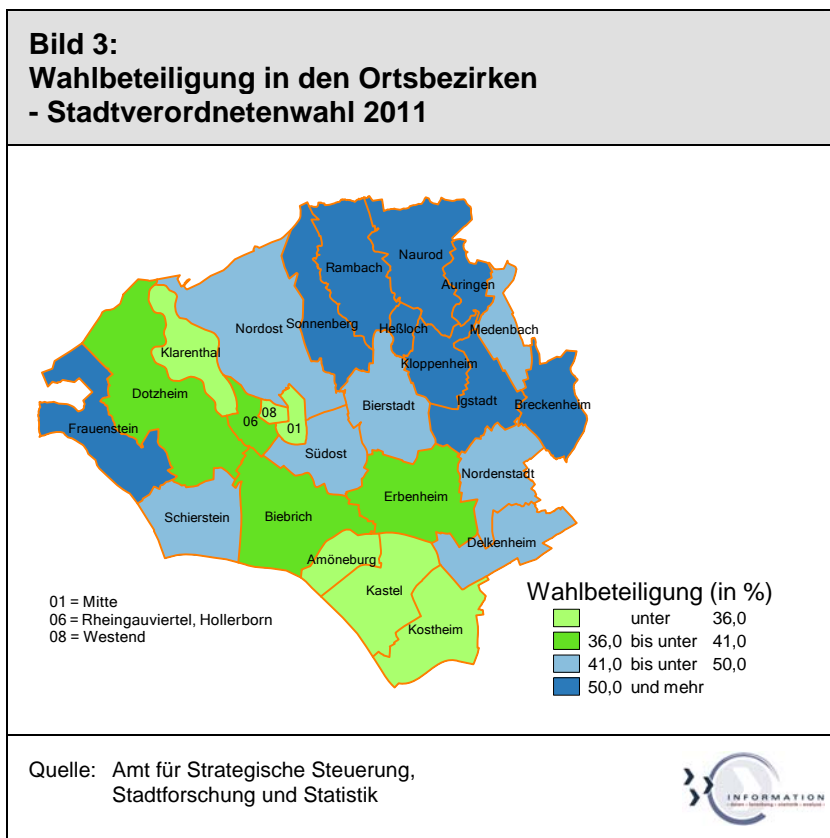 Bild 3:
Wahlbeteiligung in den Ortsbezirken
- Stadtverordnetenwahl 2011
Naurod
Rambach
Auringen
Nordost
Sonnenberg
Heßloch
Medenbach
Klarenthal
Kloppenheim
Dotzheim
Igstadt
Breckenheim
Bierstadt
08
06
01
Frauenstein
Südost
Nordenstadt
Erbenheim
Schierstein
Biebrich
Delkenheim
Amöneburg
Kastel
Kostheim
01 = Mitte
06 = Rheingauviertel, Hollerborn
08 = Westend
Wahlbeteiligung (in %)
unter 36,0
36,0 bis unter 41,0
41,0 bis unter 50,0
50,0 und mehr
Quelle: Amt für Strategische Steuerung,
Stadtforschung und Statistik
INFORMATION